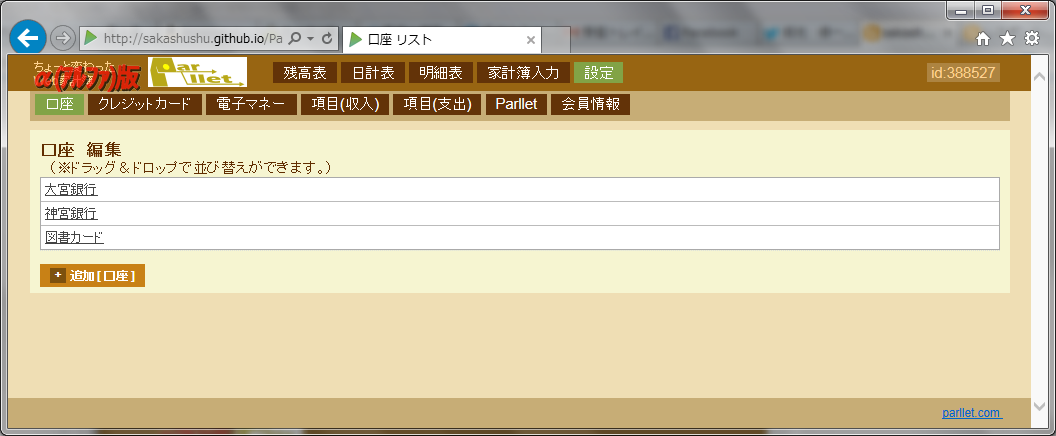 http://sakashushu.github.io/Pa
口座 リスト
ちょっと変わった
α(アルファ)版
Parllet
残高表 日計表 明細表 家計簿入力 設定
id:388527
口座 クレジットカード 電子マネー 項目(収入) 項目(支出) Parllet 会員情報
口座 編集
（※ドラッグ＆ドロップで並び替えができます。）
大宮銀行
神宮銀行
図書カード
+ 追加[口座]
parllet.com